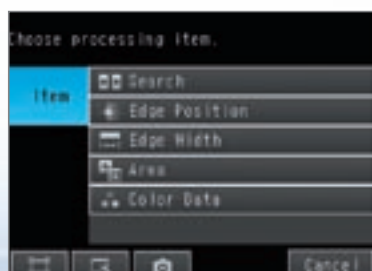 Choose processing item.
Item
Search
Edge Position
Edge Width
Area
Color Data
Cancel